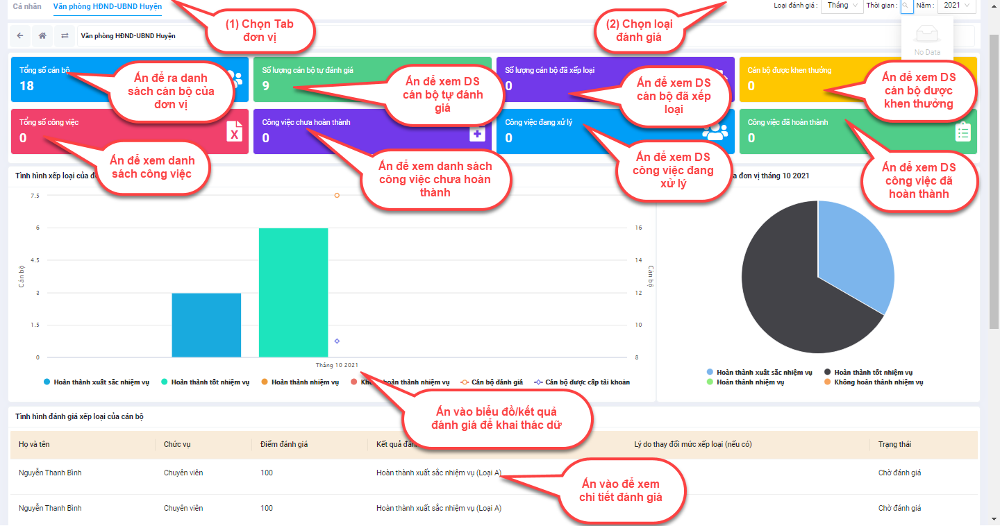 Cá nhân
Văn phòng HĐND-UBND Huyện
Loại đánh giá :
Tháng
Thời gian :
Năm :
2021
(1) Chọn Tab
đơn vị
(2) Chọn loại
đánh giá
Văn phòng HĐND-UBND Huyện
No Data
Tổng số cán bộ
18
Số lượng cán bộ tự đánh giá
9
Số lượng cán bộ đã xếp loại
0
Cán bộ được khen thưởng
0
Ấn để ra danh
sách cán bộ của
đơn vị
Ấn để xem DS
cán bộ tự đánh
giá
Ấn để xem DS
cán bộ đã xếp
loại
Ấn để xem DS
cán bộ được
khen thưởng
Tổng số công việc
0
Công việc chưa hoàn thành
0
Công việc đang xử lý
0
Công việc đã hoàn thành
0
Ấn để xem danh
sách công việc
Ấn để xem danh sách
công việc chưa hoàn
thành
Ấn để xem DS
công việc đang
xử lý
Ấn để xem DS
công việc đã
hoàn thành
Tình hình xếp loại của
7.5
6
4.5
3
1.5
0
Cán bộ
16
14
12
10
8
Cán bộ
Tháng 10 2021
Hoàn thành xuất sắc nhiệm vụ
Hoàn thành tốt nhiệm vụ
Hoàn thành nhiệm vụ
hoàn thành nhiệm vụ
Cán bộ đánh giá
Cán bộ được cấp tài khoản
đơn vị tháng 10 2021
Hoàn thành xuất sắc nhiệm vụ
Hoàn thành tốt nhiệm vụ
Hoàn thành nhiệm vụ
Không hoàn thành nhiệm vụ
Ấn vào biểu đồ/kết quả
đánh giá để khai thác dữ
Tình hình đánh giá xếp loại của cán bộ
Họ và tên
Chức vụ
Điểm đánh giá
Kết quả
Lý do thay đổi mức xếp loại (nếu có)
Trạng thái
Nguyễn Thanh Bình
Chuyên viên
100
Hoàn thành xuất sắc nhiệm vụ (Loại A)
Chờ đánh giá
Ấn vào để xem
chi tiết đánh giá
Nguyễn Thanh Bình
Chuyên viên
100
Hoàn thành xuất sắc nhiệm vụ (Loại A)
Chờ đánh giá